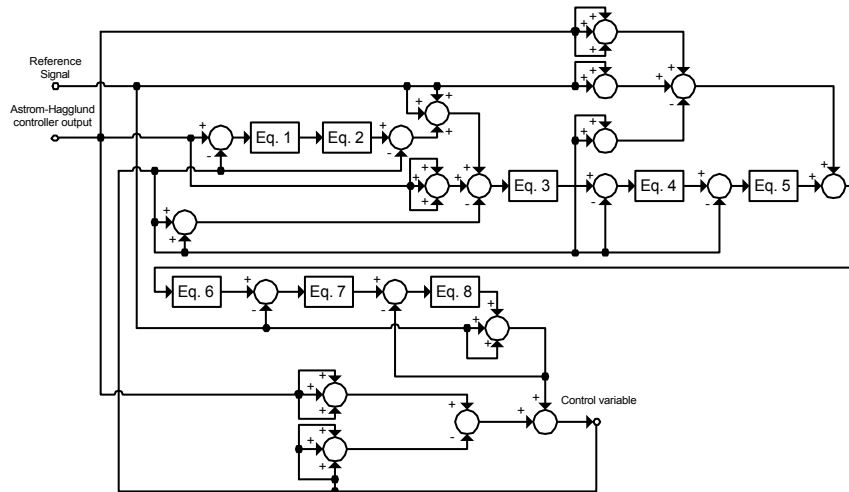 Reference
Signal
Astrom-Hagglund
controller output
Eq. 1
Eq. 2
Eq. 3
Eq. 4
Eq. 5
Eq. 6
Eq. 7
Eq. 8
Control variable